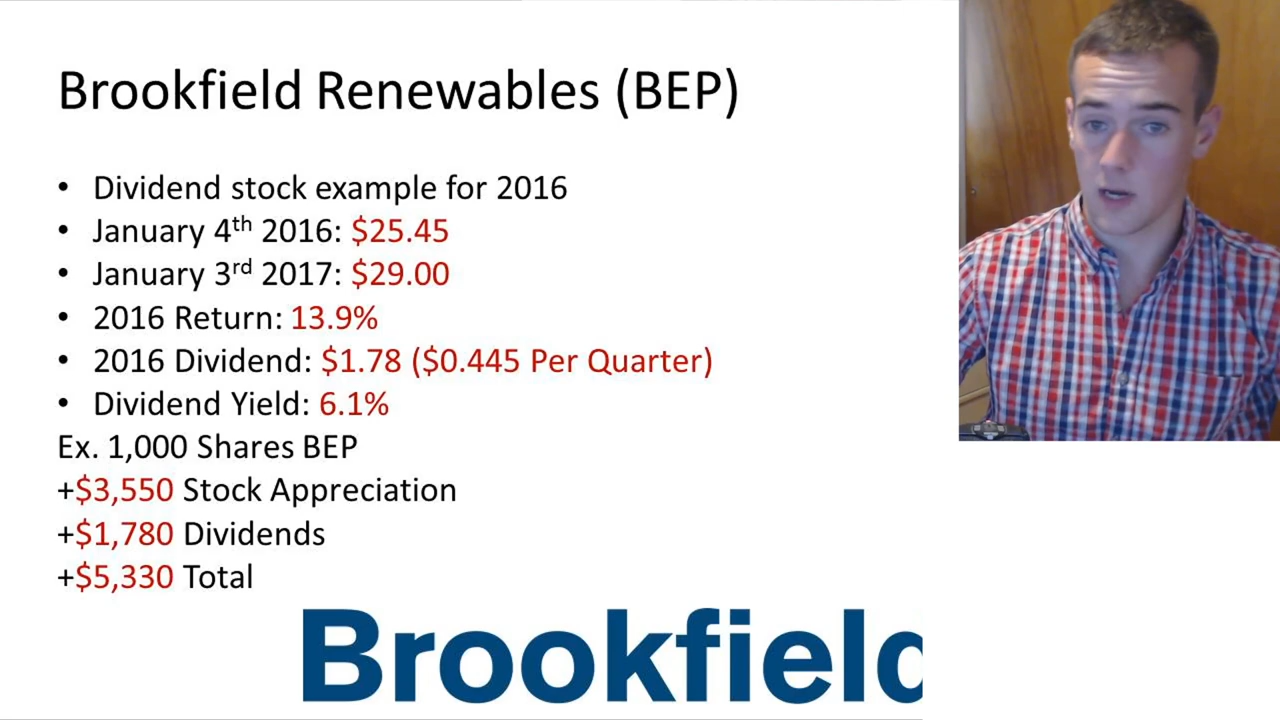 Brookfield Renewables (BEP)
• Dividend stock example for 2016
• January 4th 2016: $25.45
• January 3rd 2017: $29.00
• 2016 Return: 13.9%
• 2016 Dividend: $1.78 ($0.445 Per Quarter)
• Dividend Yield: 6.1%
Ex. 1,000 Shares BEP
+$3,550 Stock Appreciation
+$1,780 Dividends
+$5,330 Total
Brookfield